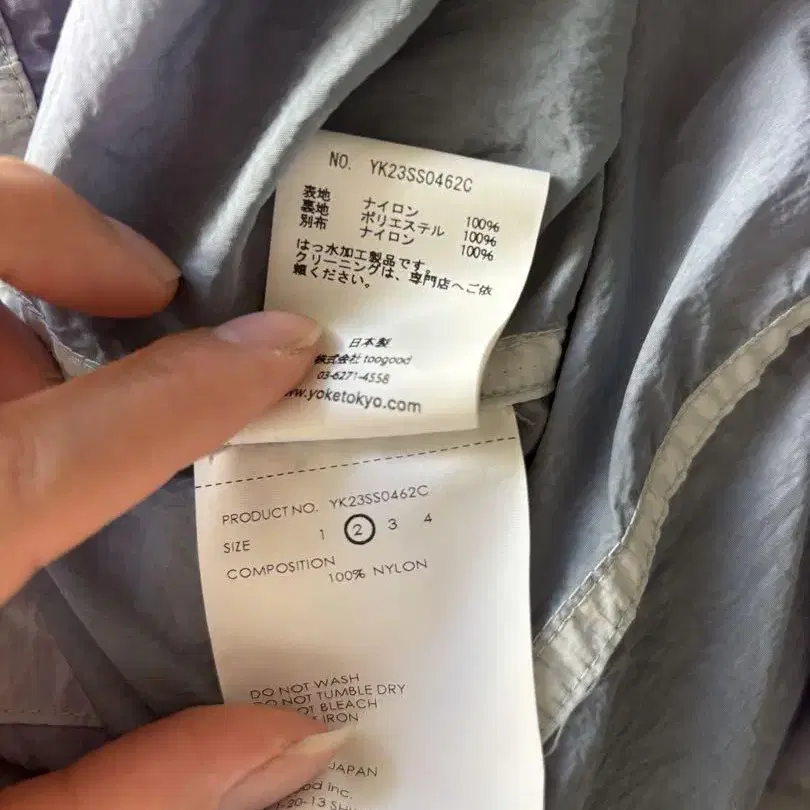 NO. YK23SS0462C
表地 ナイロン 100%
裏地 ポリエステル 100%
別布 ナイロン 100%
はっ水加工製品です。
クリーニングは、専門店へご依
頼ください。
日本製
株式会社 toogood
03-6271-4558
www.yoketokyo.com
PRODUCT NO. YK23SS0462C
SIZE 1 2 3 4
COMPOSITION
100% NYLON
DO NOT WASH
DO NOT TUMBLE DRY
NOT BLEACH
IRON
JAPAN
inc.
-20-13